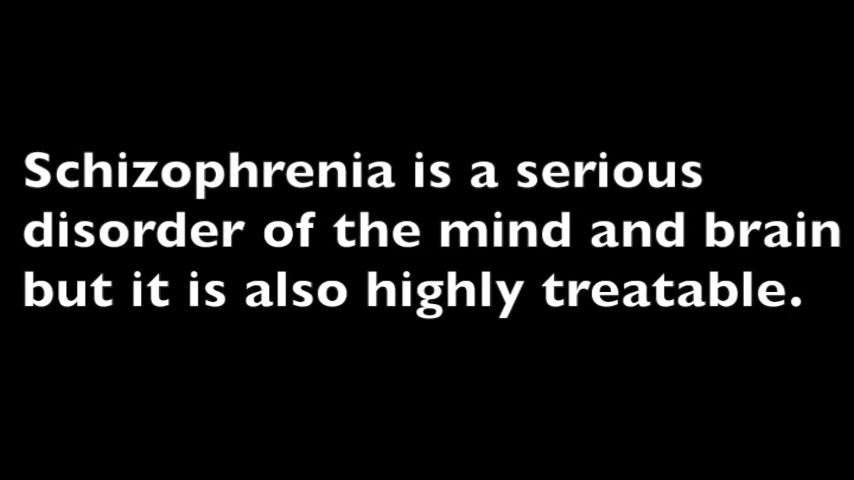 Schizophrenia is a serious
disorder of the mind and brain
but it is also highly treatable.